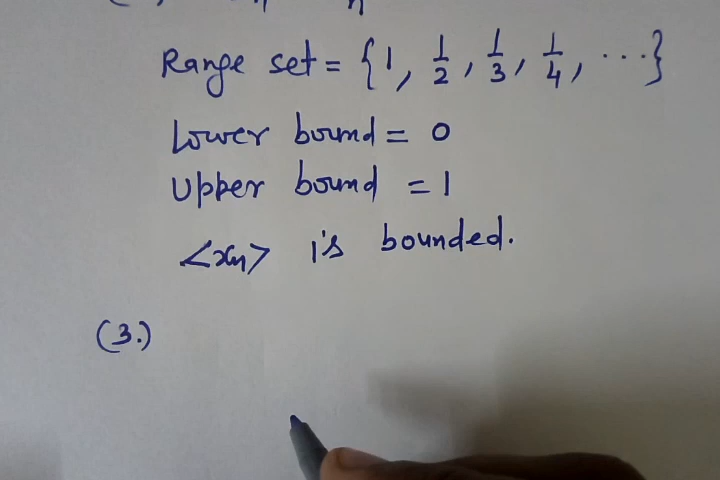 Range set = {1, 1/2, 1/3, 1/4, ...}
Lower bound = 0
Upper bound = 1
<xn> is bounded.
(3.)